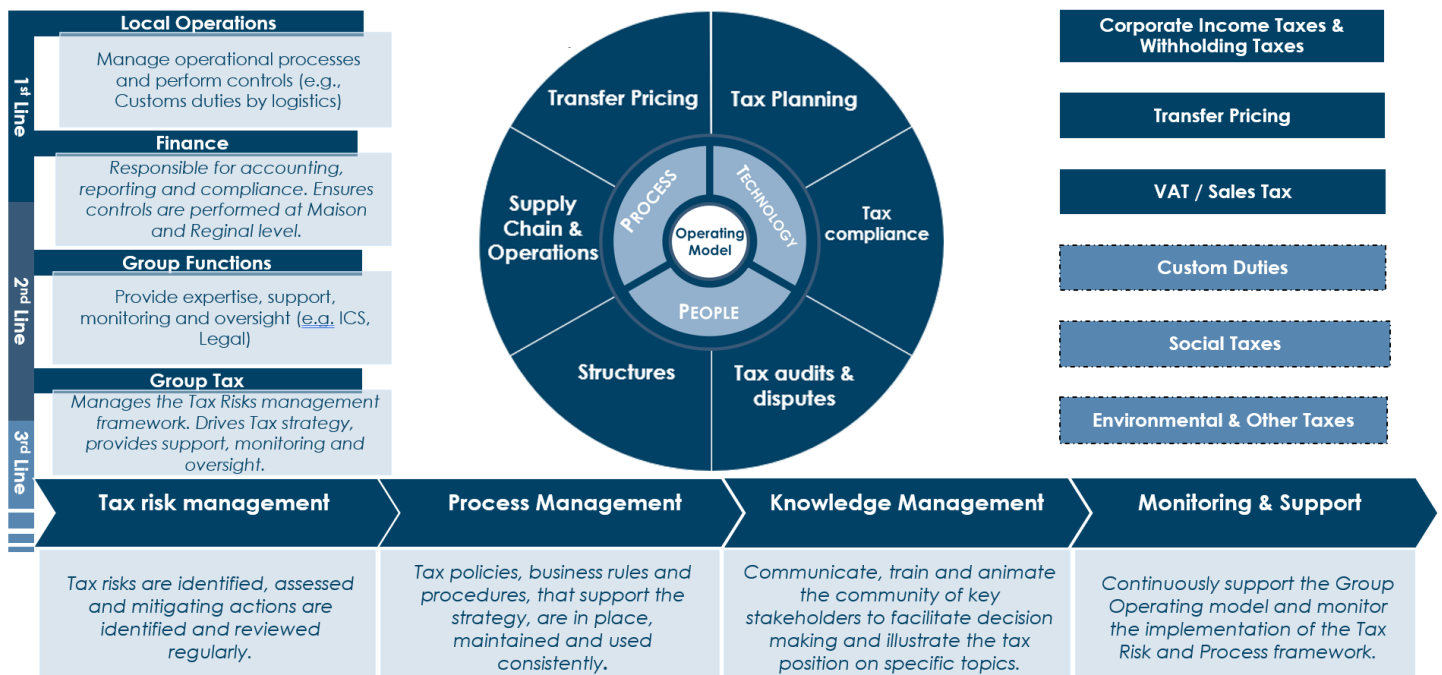 1st Line
2nd Line
3rd Line
Local Operations
Manage operational processes
and perform controls (e.g.,
Customs duties by logistics)
Finance
Responsible for accounting,
reporting and compliance. Ensures
controls are performed at Maison
and Reginal level.
Group Functions
Provide expertise, support,
monitoring and oversight (e.g. ICS,
Legal)
Group Tax
Manages the Tax Risks management
framework. Drives Tax strategy,
provides support, monitoring and
oversight.
Transfer Pricing
Tax Planning
Supply
Chain &
Operations
Tax
compliance
Structures
Tax audits &
disputes
PROCESS
TECHNOLOGY
PEOPLE
Operating
Model
Corporate Income Taxes &
Withholding Taxes
Transfer Pricing
VAT / Sales Tax
Custom Duties
Social Taxes
Environmental & Other Taxes
Tax risk management
Tax risks are identified, assessed
and mitigating actions are
identified and reviewed
regularly.
Process Management
Tax policies, business rules and
procedures, that support the
strategy, are in place,
maintained and used
consistently.
Knowledge Management
Communicate, train and animate
the community of key
stakeholders to facilitate decision
making and illustrate the tax
position on specific topics.
Monitoring & Support
Continuously support the Group
Operating model and monitor
the implementation of the Tax
Risk and Process framework.